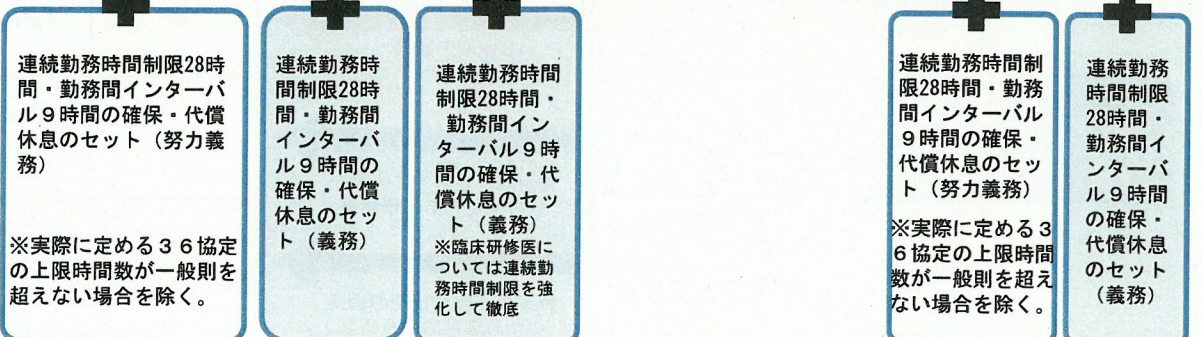 連続勤務時間制限28時
間・勤務間インターバ
ル９時間の確保・代償
休息のセット（努力義
務）
※実際に定める３６協定
の上限時間数が一般則を
超えない場合を除く。
連続勤務時
間制限28時
間・勤務間
インターバ
ル９時間の
確保・代償
休息のセッ
ト（義務）
連続勤務時間
制限28時間・
勤務間イン
ターバル９時
間の確保・代
償休息のセッ
ト（義務）
※臨床研修医に
ついては連続勤
務時間制限を強
化して徹底
連続勤務時間制
限28時間・勤務
間インターバル
９時間の確保・
代償休息のセッ
ト（努力義務）
※実際に定める３
６協定の上限時間
数が一般則を超え
ない場合を除く。
連続勤務
時間制限
28時間・
勤務間イ
ンターバ
ル９時間
の確保・
代償休息
のセット
（義務）